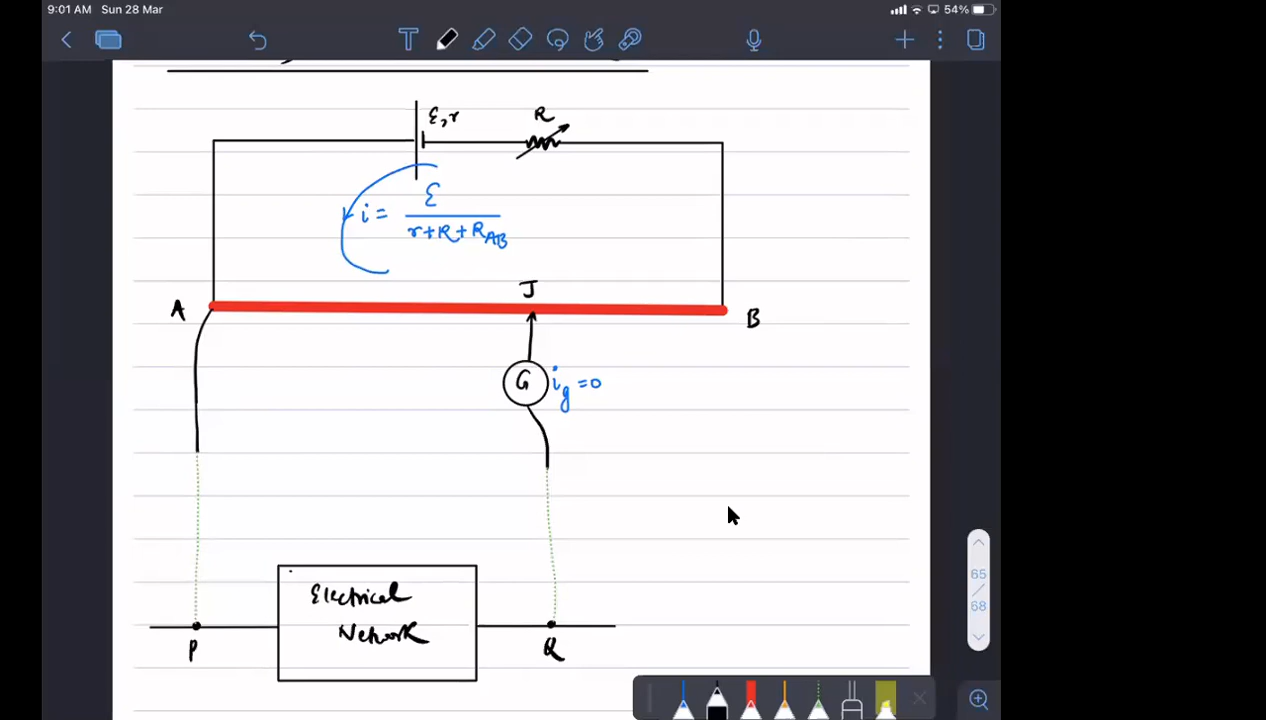 9:01 AM Sun 28 Mar
54%
T
ε, r
R
i = ε / r+R+R_AB
J
A
B
G
i_g = 0
65
68
Electrical
Network
P
Q